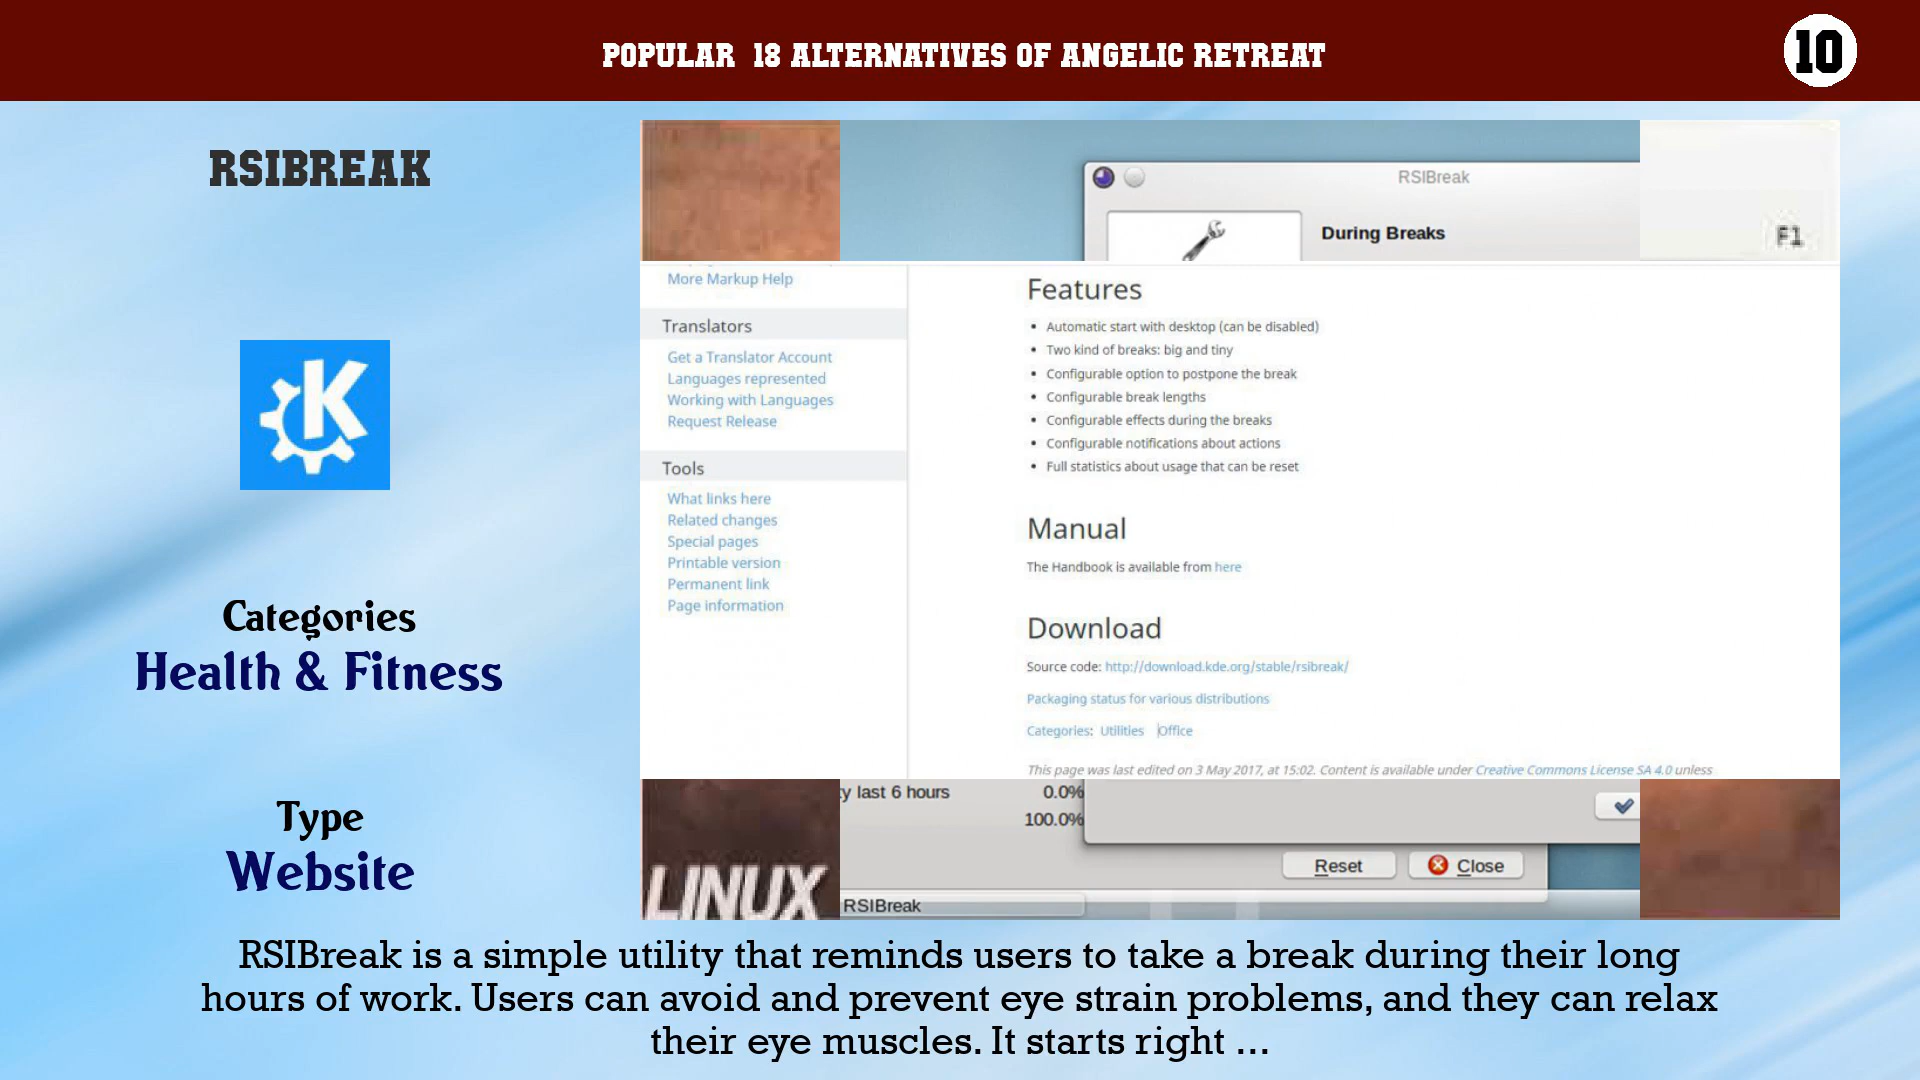 POPULAR 18 ALTERNATIVES OF ANGELIC RETREAT
10
RSIBREAK
Categories
Health & Fitness
Type
Website
RSIBreak
During Breaks
F1
More Markup Help
Translators
Get a Translator Account
Languages represented
Working with Languages
Request Release
Tools
What links here
Related changes
Special pages
Printable version
Permanent link
Page information
Features
Automatic start with desktop (can be disabled)
Two kind of breaks: big and tiny
Configurable option to postpone the break
Configurable break lengths
Configurable effects during the breaks
Configurable notifications about actions
Full statistics about usage that can be reset
Manual
The Handbook is available from here
Download
Source code: http://download.kde.org/stable/rsibreak/
Packaging status for various distributions
Categories: Utilities Office
This page was last edited on 3 May 2017, at 15:02. Content is available under Creative Commons License SA 4.0 unless
y last 6 hours 0.0%
100.0%
Reset Close
LINUX
RSIBreak
RSIBreak is a simple utility that reminds users to take a break during their long
hours of work. Users can avoid and prevent eye strain problems, and they can relax
their eye muscles. It starts right ...